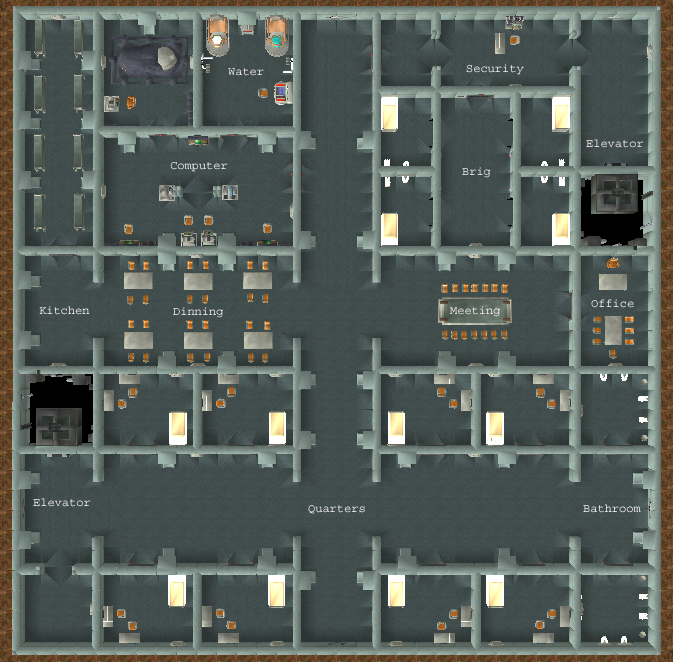 Security
Water
Elevator
Computer
Brig
Office
Kitchen
Dinning
Meeting
Elevator
Quarters
Bathroom